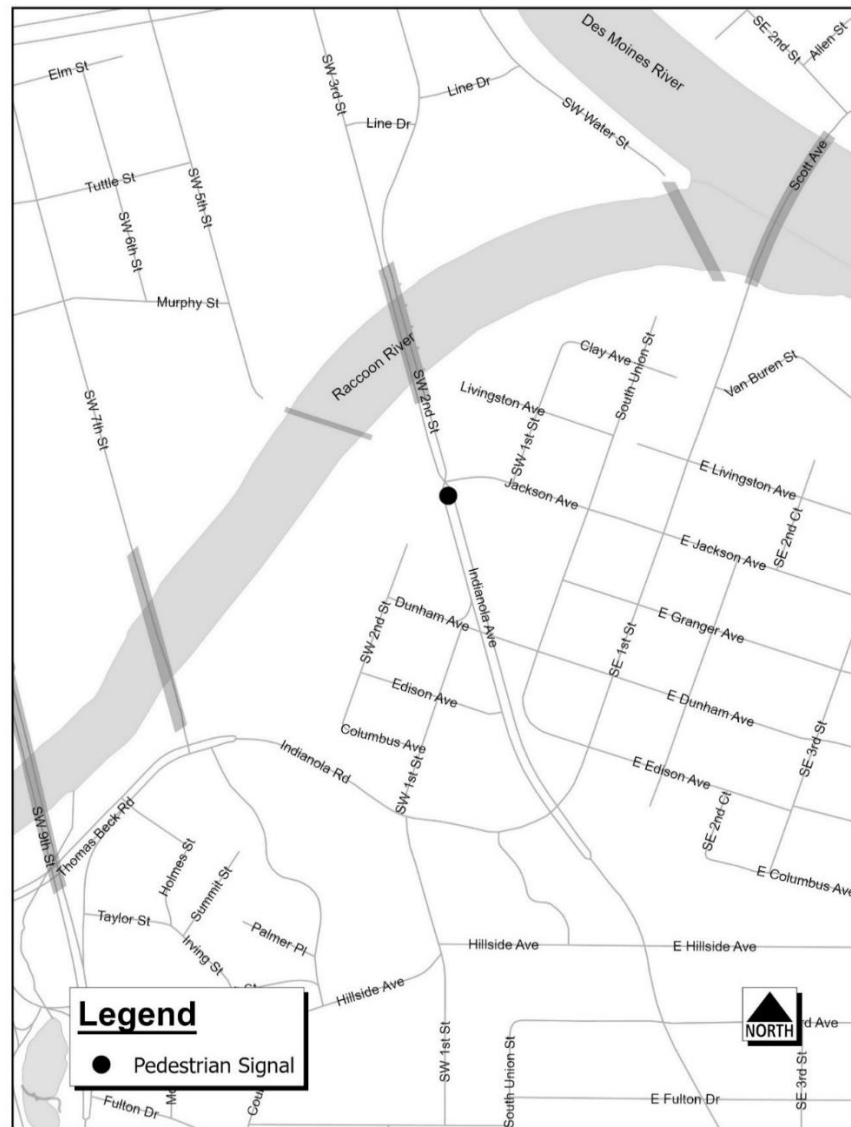 Des Moines River
SE 2nd St
Allen St
Elm St
SW 3rd St
Line Dr
Line Dr
SW Water St
Scott Ave
Tuttle St
SW 5th St
SW 6th St
Murphy St
Raccoon River
SW 2nd St
Clay Ave
South Union St
Van Buren St
Livingston Ave
SW 7th St
SW 1st St
E Livingston Ave
Jackson Ave
SE 2nd Ct
E Jackson Ave
Indianola Ave
SW 2nd St
Dunham Ave
E Granger Ave
SE 1st St
Edison Ave
E Dunham Ave
Columbus Ave
SE 3rd St
Indianola Rd
SW 1st St
E Edison Ave
SW 9th St
Thomas Beck Rd
SE 2nd Ct
Holmes St
Summit St
E Columbus Ave
Taylor St
Palmer Pl
Irving St
Hillside Ave
E Hillside Ave
Hillside Ave
Legend
Pedestrian Signal
NORTH
rd Ave
SW 1st St
South Union St
SE 3rd St
E Fulton Dr
Fulton Dr